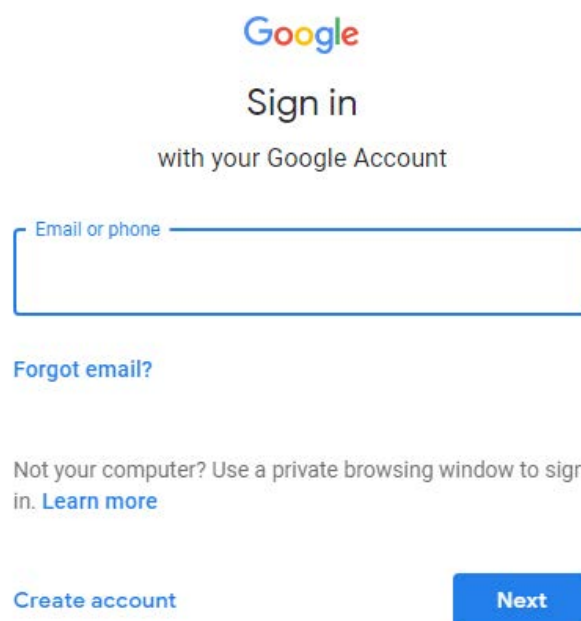 Google
Sign in
with your Google Account
Email or phone
Forgot email?
Not your computer? Use a private browsing window to sign
in. Learn more
Create account
Next